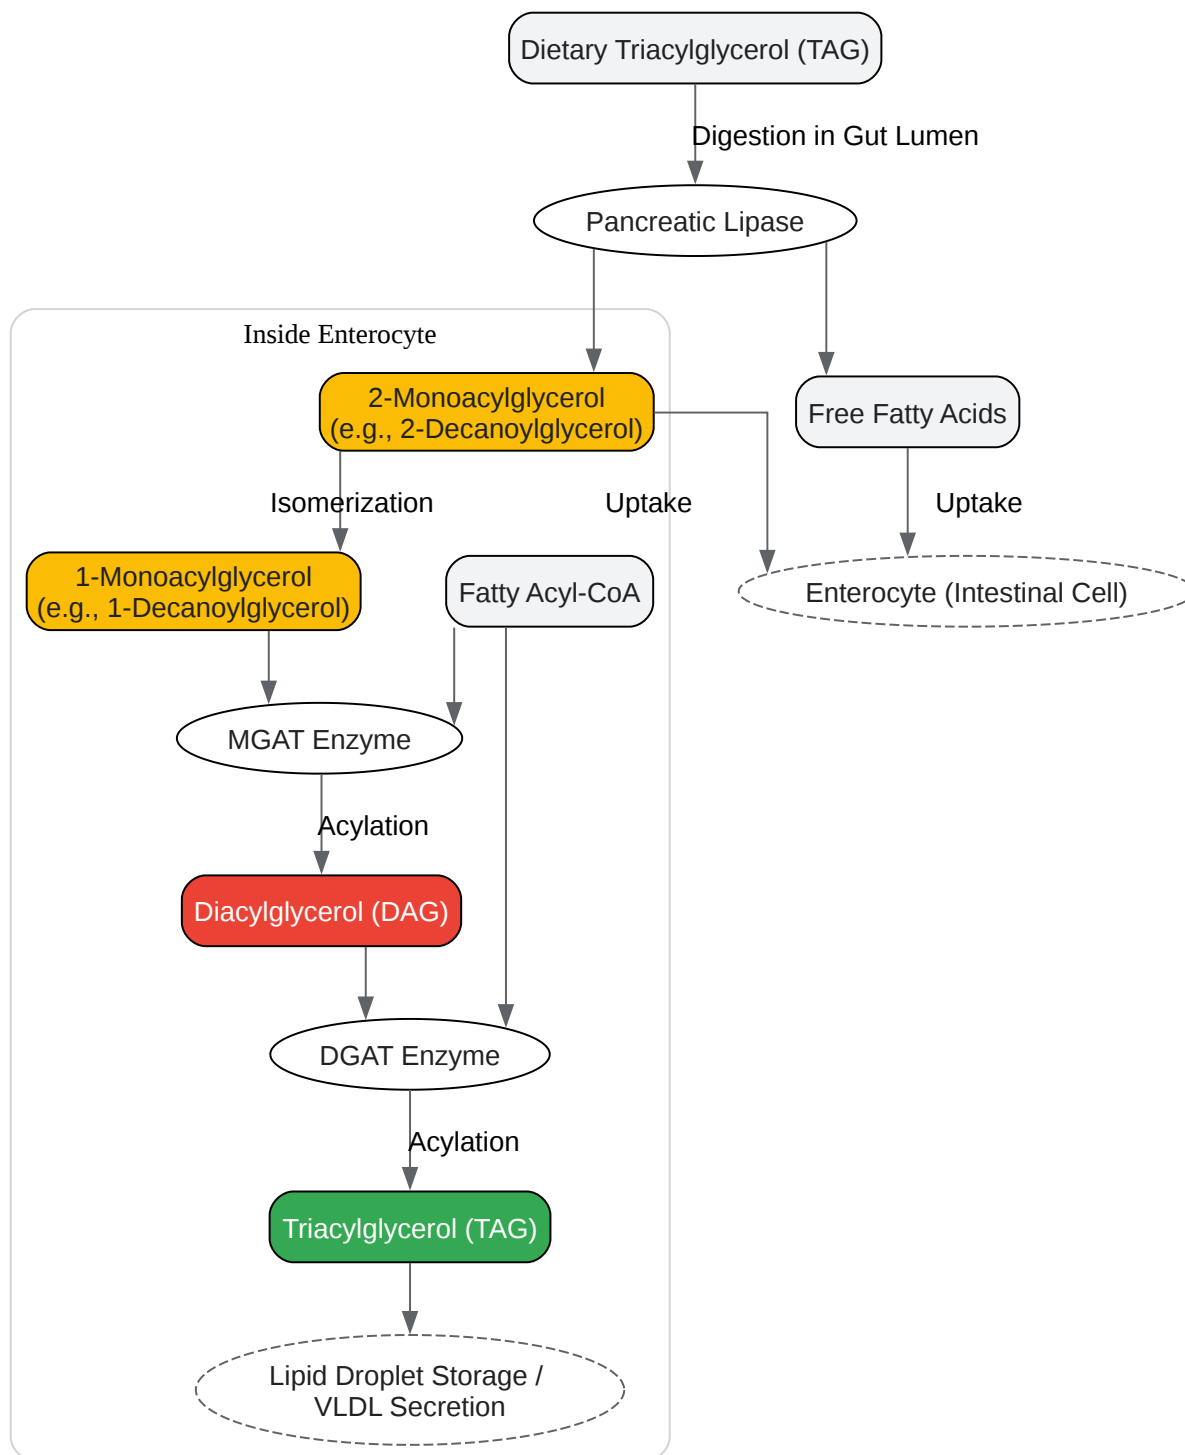 Dietary Triacylglycerol (TAG)
Digestion in Gut Lumen
Pancreatic Lipase
Inside Enterocyte
2-Monoacylglycerol
(e.g., 2-Decanoylglycerol)
Free Fatty Acids
Isomerization
Uptake
Uptake
1-Monoacylglycerol
(e.g., 1-Decanoylglycerol)
Fatty Acyl-CoA
Enterocyte (Intestinal Cell)
MGAT Enzyme
Acylation
Diacylglycerol (DAG)
DGAT Enzyme
Acylation
Triacylglycerol (TAG)
Lipid Droplet Storage /
VLDL Secretion